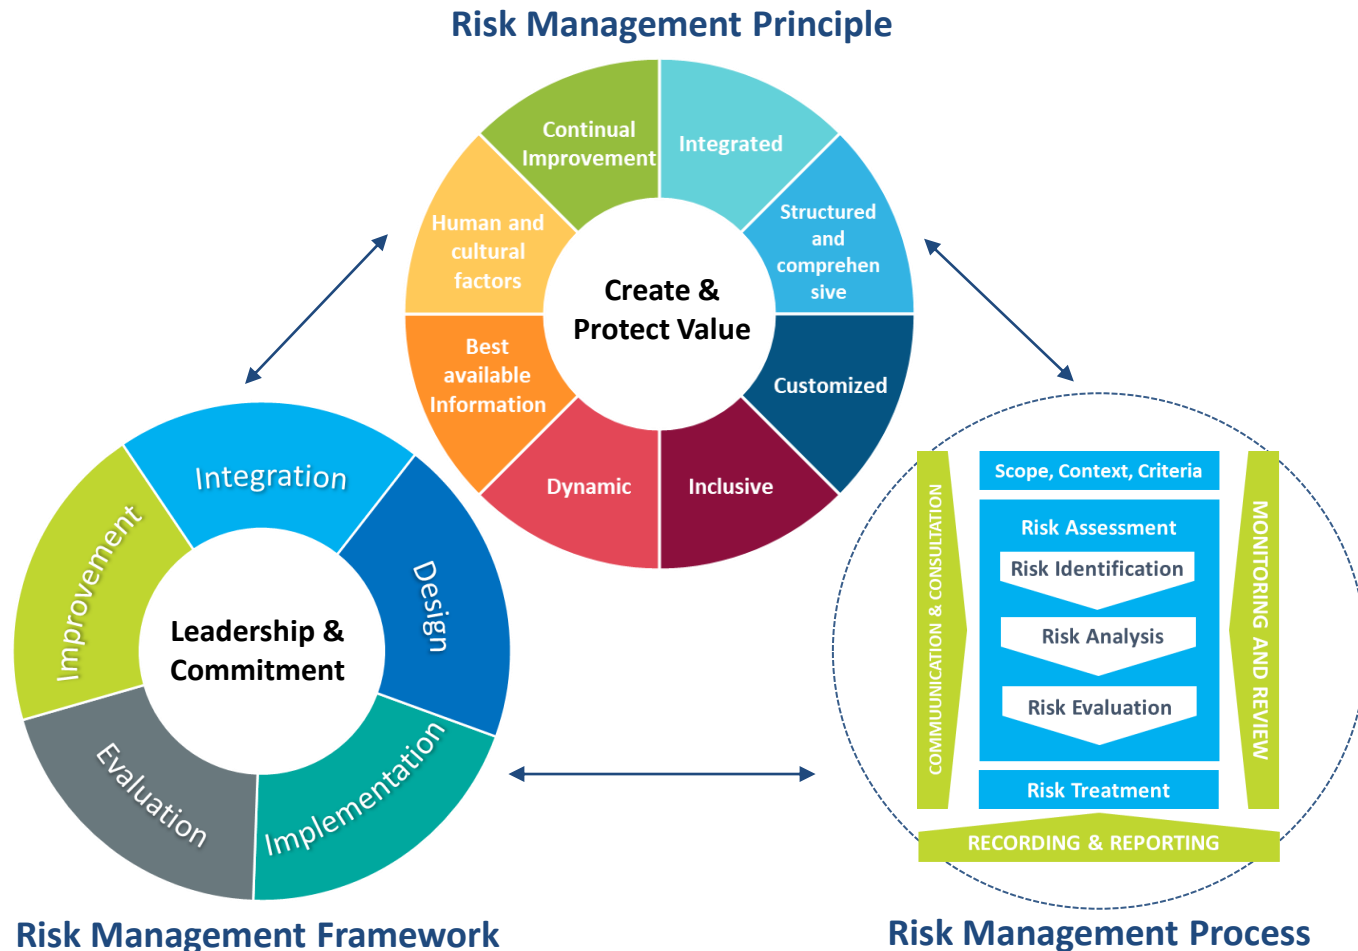 Risk Management Principle
Continual
Improvement
Integrated
Structured
and
comprehen
sive
Customized
Inclusive
Dynamic
Best
available
Information
Human and
cultural
factors
Create &
Protect Value
Integration
Design
Implementation
Evaluation
Improvement
Leadership &
Commitment
Risk Management Framework
COMMUUNICATION & CONSULTATION
Scope, Context, Criteria
Risk Assessment
Risk Identification
Risk Analysis
Risk Evaluation
Risk Treatment
MONITORING AND REVIEW
RECORDING & REPORTING
Risk Management Process